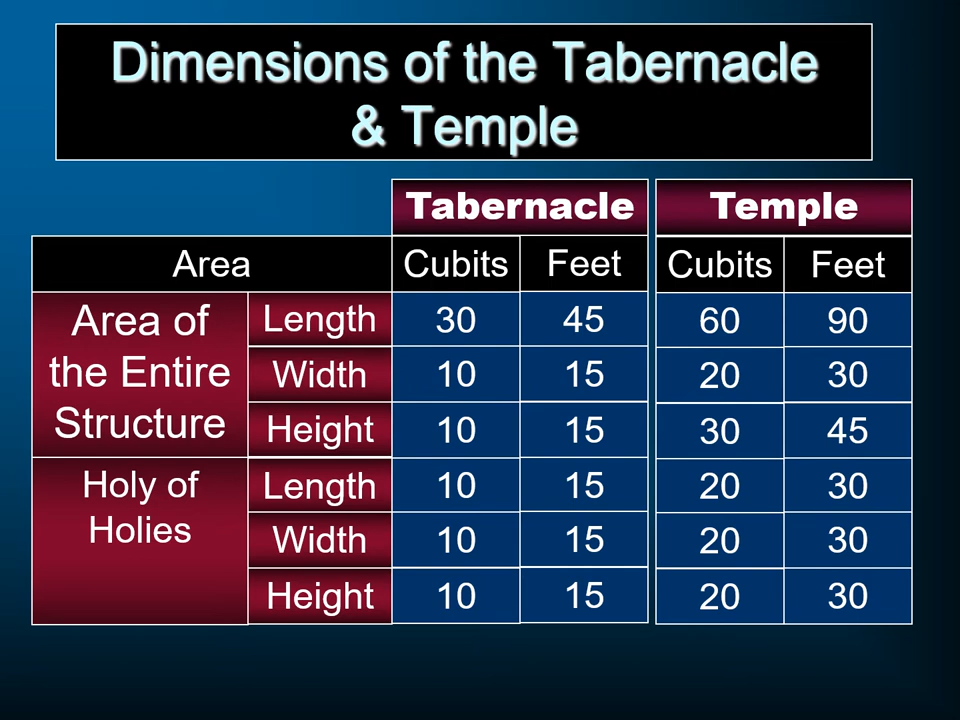 Dimensions of the Tabernacle
& Temple
Tabernacle Temple
Area Cubits Feet Cubits Feet
Area of the Entire Structure Length 30 45 60 90
Width 10 15 20 30
Height 10 15 30 45
Holy of Holies Length 10 15 20 30
Width 10 15 20 30
Height 10 15 20 30